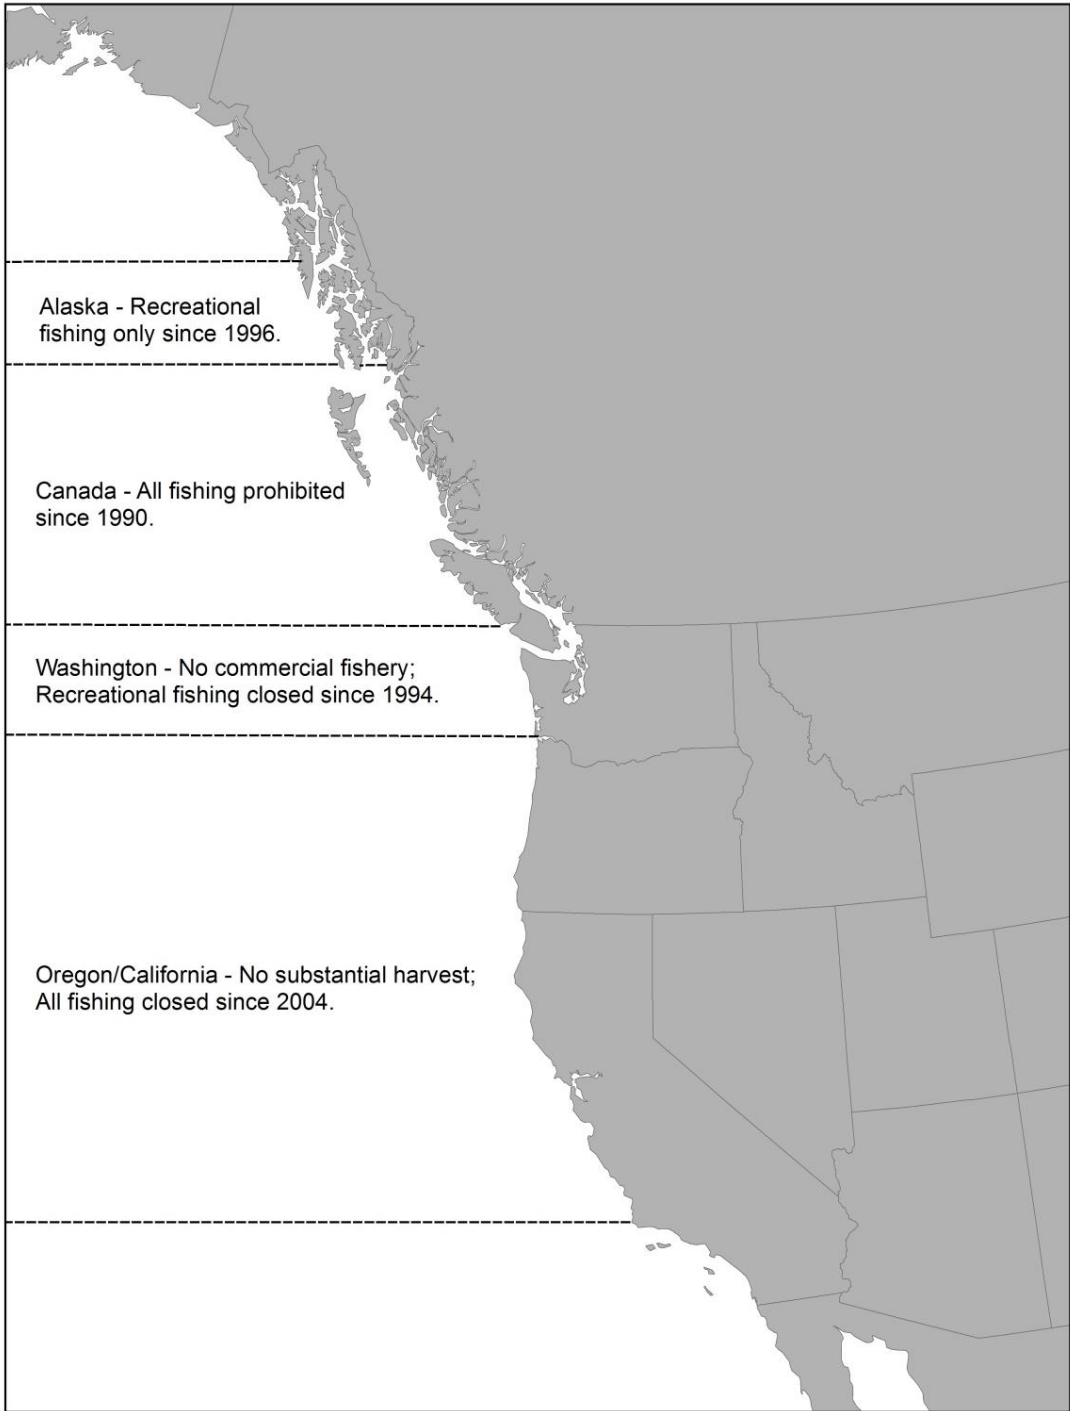 Alaska - Recreational
fishing only since 1996.
Canada - All fishing prohibited
since 1990.
Washington - No commercial fishery;
Recreational fishing closed since 1994.
Oregon/California - No substantial harvest;
All fishing closed since 2004.